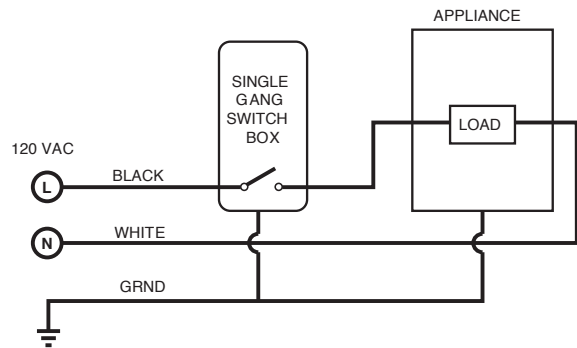 APPLIANCE
SINGLE
GANG
SWITCH
BOX
LOAD
120 VAC
BLACK
L
WHITE
N
GRND